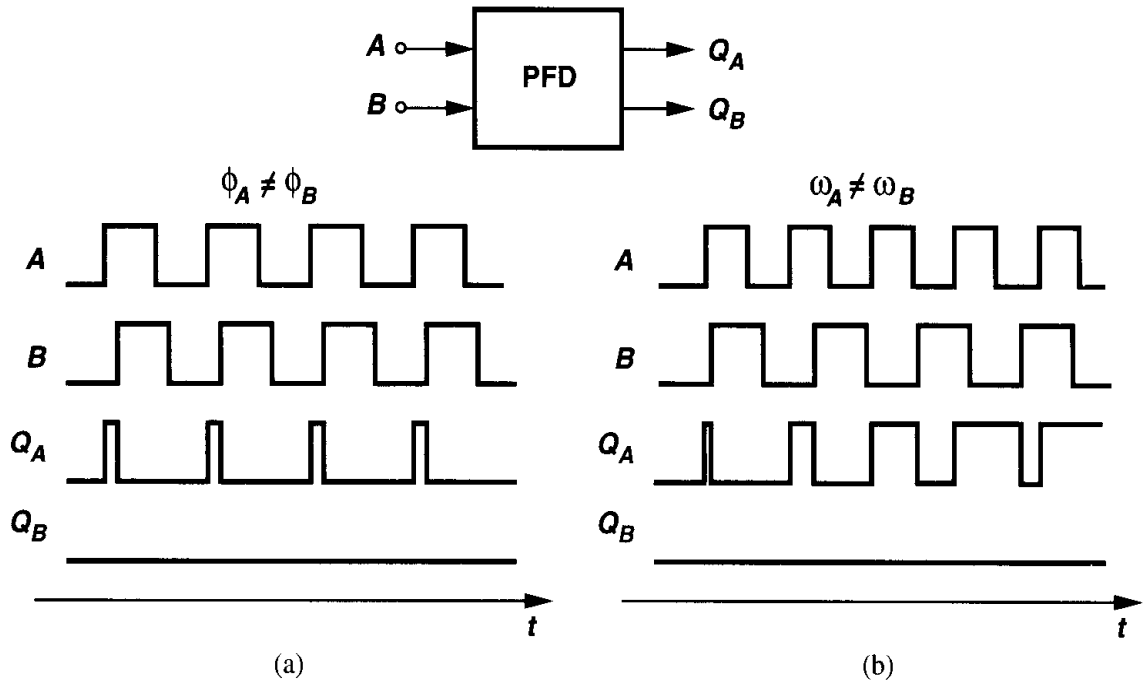 A PFD Q_A
B Q_B
ϕ_A ≠ ϕ_B
ω_A ≠ ω_B
A
B
Q_A
Q_B
t
(a)
A
B
Q_A
Q_B
t
(b)